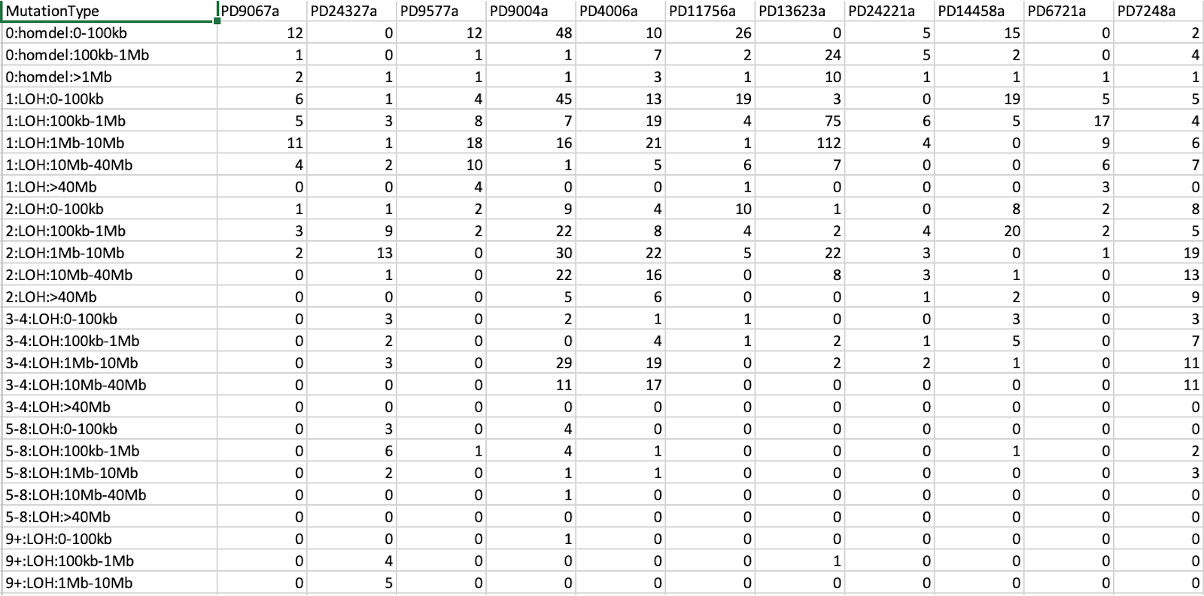 MutationType PD9067a PD24327a PD9577a PD9004a PD4006a PD11756a PD13623a PD24221a PD14458a PD6721a PD7248a
0:homdel:0-100kb 12 0 12 48 10 26 0 5 15 0 2
0:homdel:100kb-1Mb 1 0 1 1 7 2 24 5 2 0 4
0:homdel:>1Mb 2 1 1 1 3 1 10 1 1 1 1
1:LOH:0-100kb 6 1 4 45 13 19 3 0 19 5 5
1:LOH:100kb-1Mb 5 3 8 7 19 4 75 6 5 17 4
1:LOH:1Mb-10Mb 11 1 18 16 21 1 112 4 0 9 6
1:LOH:10Mb-40Mb 4 2 10 1 5 6 7 0 0 6 7
1:LOH:>40Mb 0 0 4 0 0 1 0 0 0 3 0
2:LOH:0-100kb 1 1 2 9 4 10 1 0 8 2 8
2:LOH:100kb-1Mb 3 9 2 22 8 4 2 4 20 2 5
2:LOH:1Mb-10Mb 2 13 0 30 22 5 22 3 0 1 19
2:LOH:10Mb-40Mb 0 1 0 22 16 0 8 3 1 0 13
2:LOH:>40Mb 0 0 0 5 6 0 0 1 2 0 9
3-4:LOH:0-100kb 0 3 0 2 1 1 0 0 3 0 3
3-4:LOH:100kb-1Mb 0 2 0 0 4 1 2 1 5 0 7
3-4:LOH:1Mb-10Mb 0 3 0 29 19 0 2 2 1 0 11
3-4:LOH:10Mb-40Mb 0 0 0 11 17 0 0 0 0 0 11
3-4:LOH:>40Mb 0 0 0 0 0 0 0 0 0 0 0
5-8:LOH:0-100kb 0 3 0 4 0 0 0 0 0 0 0
5-8:LOH:100kb-1Mb 0 6 1 4 1 0 0 0 1 0 2
5-8:LOH:1Mb-10Mb 0 2 0 1 1 0 0 0 0 0 3
5-8:LOH:10Mb-40Mb 0 0 0 1 0 0 0 0 0 0 0
5-8:LOH:>40Mb 0 0 0 0 0 0 0 0 0 0 0
9+:LOH:0-100kb 0 0 0 1 0 0 0 0 0 0 0
9+:LOH:100kb-1Mb 0 4 0 0 0 0 1 0 0 0 0
9+:LOH:1Mb-10Mb 0 5 0 0 0 0 0 0 0 0 0